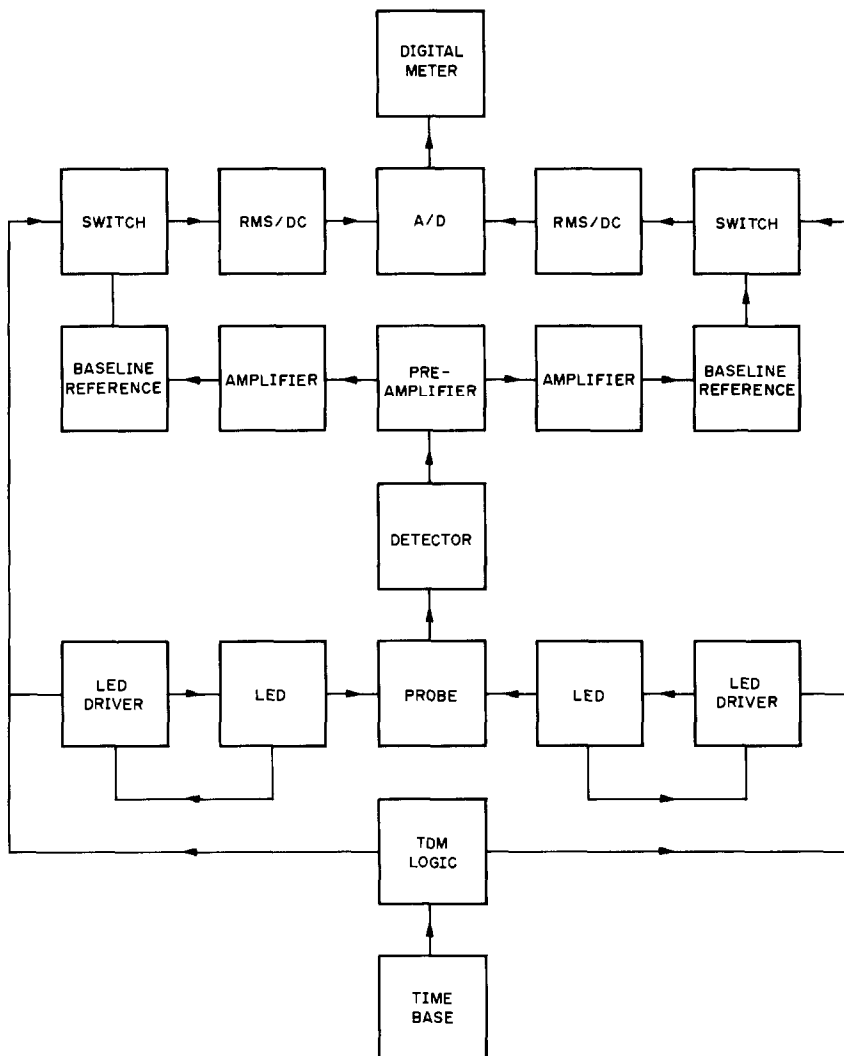 DIGITAL
METER
SWITCH
RMS/DC
A/D
RMS/DC
SWITCH
BASELINE
REFERENCE
AMPLIFIER
PRE-
AMPLIFIER
AMPLIFIER
BASELINE
REFERENCE
DETECTOR
LED
DRIVER
LED
PROBE
LED
LED
DRIVER
TDM
LOGIC
TIME
BASE